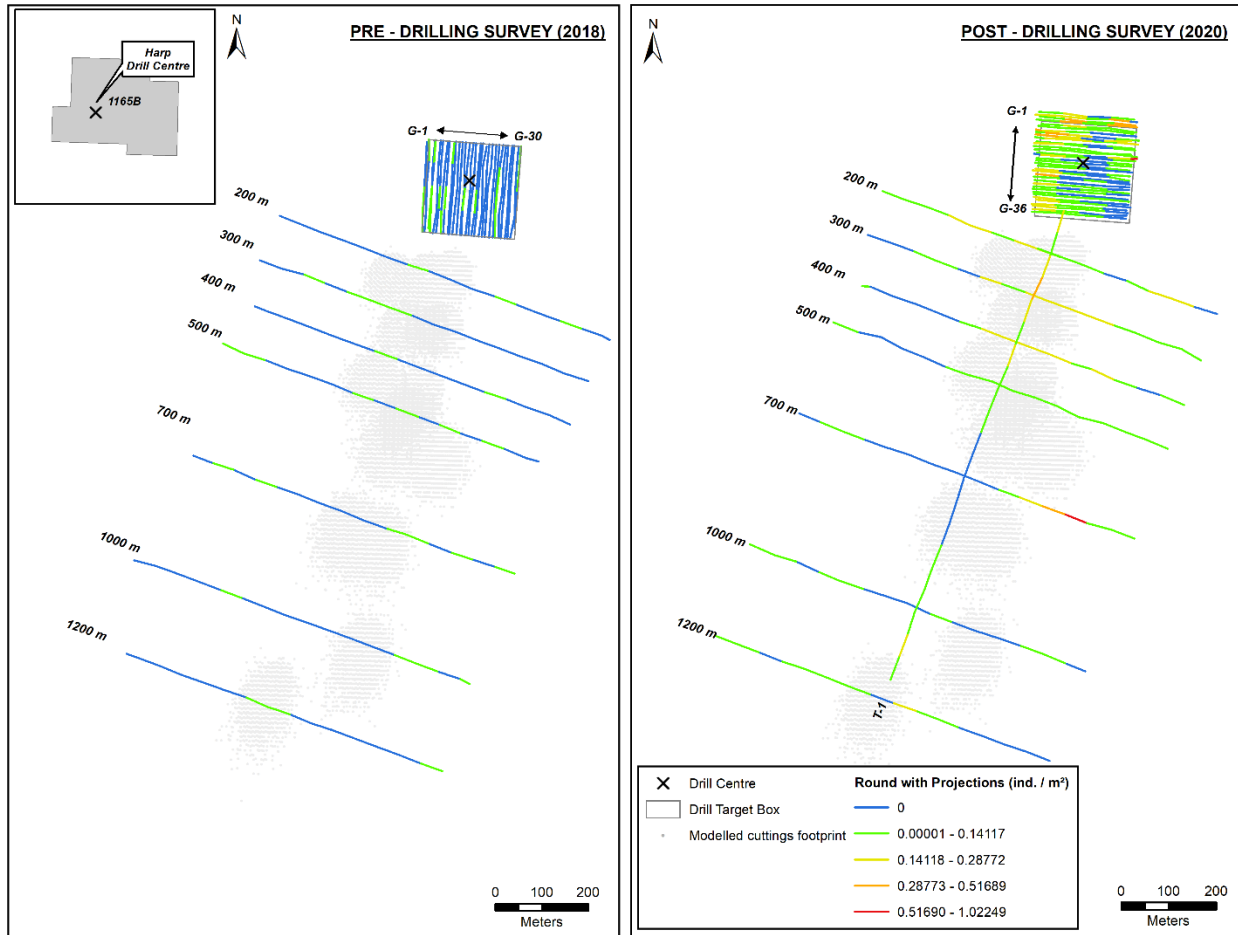 N
PRE - DRILLING SURVEY (2018)
Harp
Drill Centre
1165B
G-1
G-30
200 m
300 m
400 m
500 m
700 m
1000 m
1200 m
0 100 200
Meters
N
POST - DRILLING SURVEY (2020)
G-1
G-36
200 m
300 m
400 m
500 m
700 m
1000 m
1200 m
T-1
Drill Centre
Drill Target Box
Modelled cuttings footprint
Round with Projections (ind. / m²)
0
0.00001 - 0.14117
0.14118 - 0.28772
0.28773 - 0.51689
0.51690 - 1.02249
0 100 200
Meters